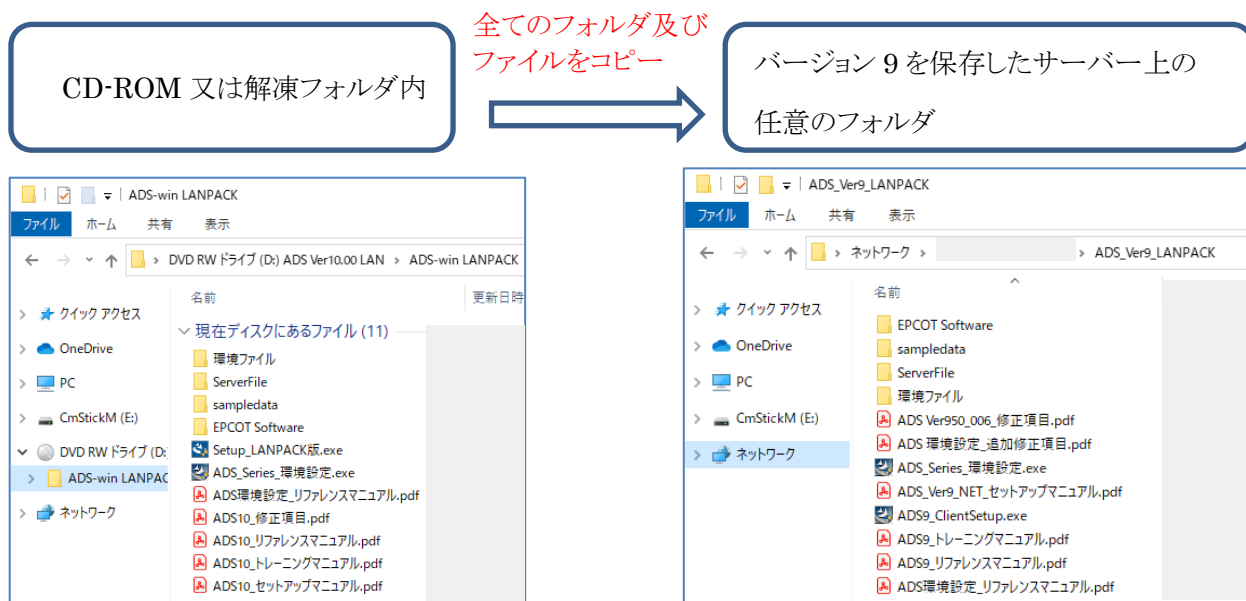 全てのフォルダ及び
ファイルをコピー
CD-ROM 又は解凍フォルダ内
バージョン 9 を保存したサーバー上の
任意のフォルダ
ADS-win LANPACK
ファイル ホーム 共有 表示
DVD RW ドライブ (D:) ADS Ver10.00 LAN > ADS-win LANPACK
名前 更新日時
クイック アクセス
OneDrive
PC
CmStickM (E:)
DVD RW ドライブ (D:
ADS-win LANPAC
ネットワーク
現在ディスクにあるファイル (11)
環境ファイル
ServerFile
sampledata
EPCOT Software
Setup_LANPACK版.exe
ADS_Series_環境設定.exe
ADS環境設定_リファレンスマニュアル.pdf
ADS10_修正項目.pdf
ADS10_リファレンスマニュアル.pdf
ADS10_トレーニングマニュアル.pdf
ADS10_セットアップマニュアル.pdf
ADS_Ver9_LANPACK
ファイル ホーム 共有 表示
ネットワーク > > ADS_Ver9_LANPACK
名前
クイック アクセス
OneDrive
PC
CmStickM (E:)
ネットワーク
EPCOT Software
sampledata
ServerFile
環境ファイル
ADS Ver950_006_修正項目.pdf
ADS 環境設定_追加修正項目.pdf
ADS_Series_環境設定.exe
ADS_Ver9_NET_セットアップマニュアル.pdf
ADS9_ClientSetup.exe
ADS9_トレーニングマニュアル.pdf
ADS9_リファレンスマニュアル.pdf
ADS環境設定_リファレンスマニュアル.pdf